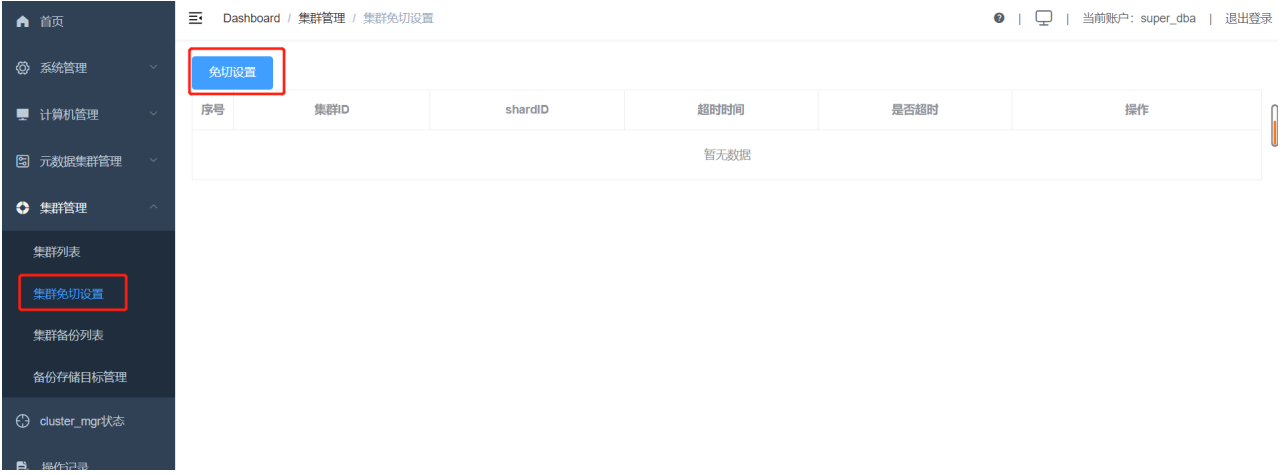 首页
系统管理
计算机管理
元数据集群管理
集群管理
集群列表
集群免切设置
集群备份列表
备份存储目标管理
cluster_mgr状态
操作记录
Dashboard / 集群管理 / 集群免切设置
| | 当前账户：super_dba | 退出登录
免切设置
序号 集群ID shardID 超时时间 是否超时 操作
暂无数据